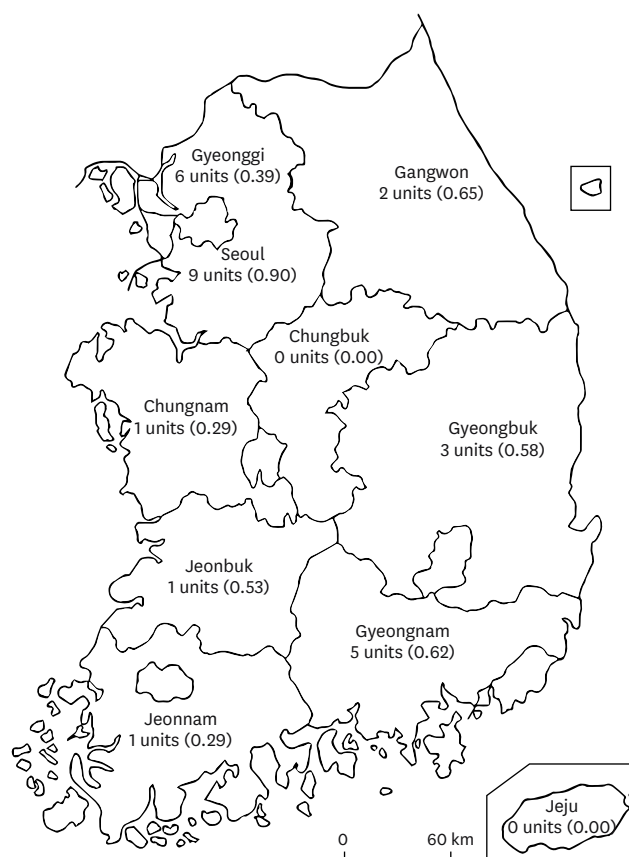 Gyeonggi
6 units (0.39)
Gangwon
2 units (0.65)
Seoul
9 units (0.90)
Chungbuk
0 units (0.00)
Chungnam
1 units (0.29)
Gyeongbuk
3 units (0.58)
Jeonbuk
1 units (0.53)
Gyeongnam
5 units (0.62)
Jeonnam
1 units (0.29)
Jeju
0 units (0.00)
0 60 km